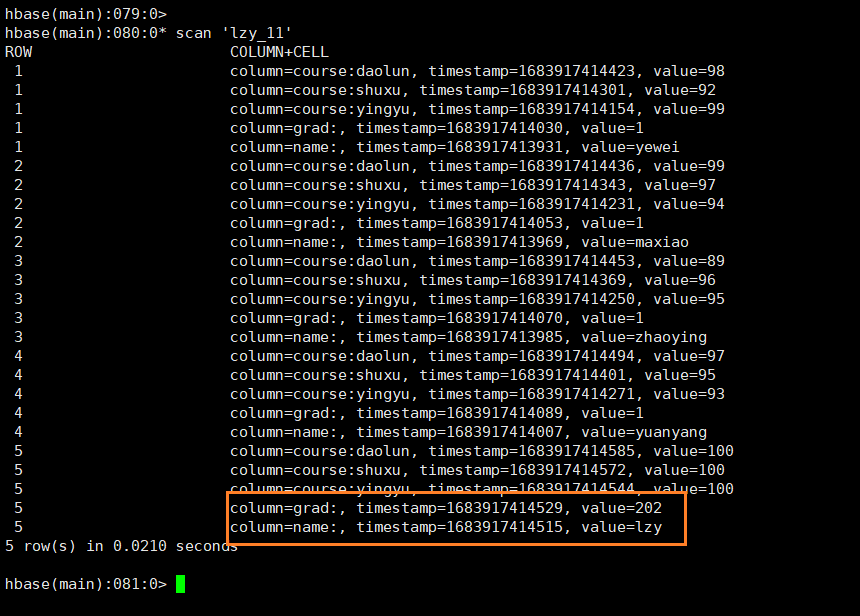 hbase(main):079:0>
hbase(main):080:0* scan 'lzy_11'
ROW COLUMN+CELL
1 column=course:daolun, timestamp=1683917414423, value=98
1 column=course:shuxu, timestamp=1683917414301, value=92
1 column=course:yingyu, timestamp=1683917414154, value=99
1 column=grad:, timestamp=1683917414030, value=1
1 column=name:, timestamp=1683917413931, value=yewei
2 column=course:daolun, timestamp=1683917414436, value=99
2 column=course:shuxu, timestamp=1683917414343, value=97
2 column=course:yingyu, timestamp=1683917414231, value=94
2 column=grad:, timestamp=1683917414053, value=1
2 column=name:, timestamp=1683917413969, value=maxiao
3 column=course:daolun, timestamp=1683917414453, value=89
3 column=course:shuxu, timestamp=1683917414369, value=96
3 column=course:yingyu, timestamp=1683917414250, value=95
3 column=grad:, timestamp=1683917414070, value=1
3 column=name:, timestamp=1683917413985, value=zhaoying
4 column=course:daolun, timestamp=1683917414494, value=97
4 column=course:shuxu, timestamp=1683917414401, value=95
4 column=course:yingyu, timestamp=1683917414271, value=93
4 column=grad:, timestamp=1683917414089, value=1
4 column=name:, timestamp=1683917414007, value=yuanyang
5 column=course:daolun, timestamp=1683917414585, value=100
5 column=course:shuxu, timestamp=1683917414572, value=100
5 column=course:yingyu, timestamp=1683917414544, value=100
5 column=grad:, timestamp=1683917414529, value=202
5 column=name:, timestamp=1683917414515, value=lzy
5 row(s) in 0.0210 seconds
hbase(main):081:0>